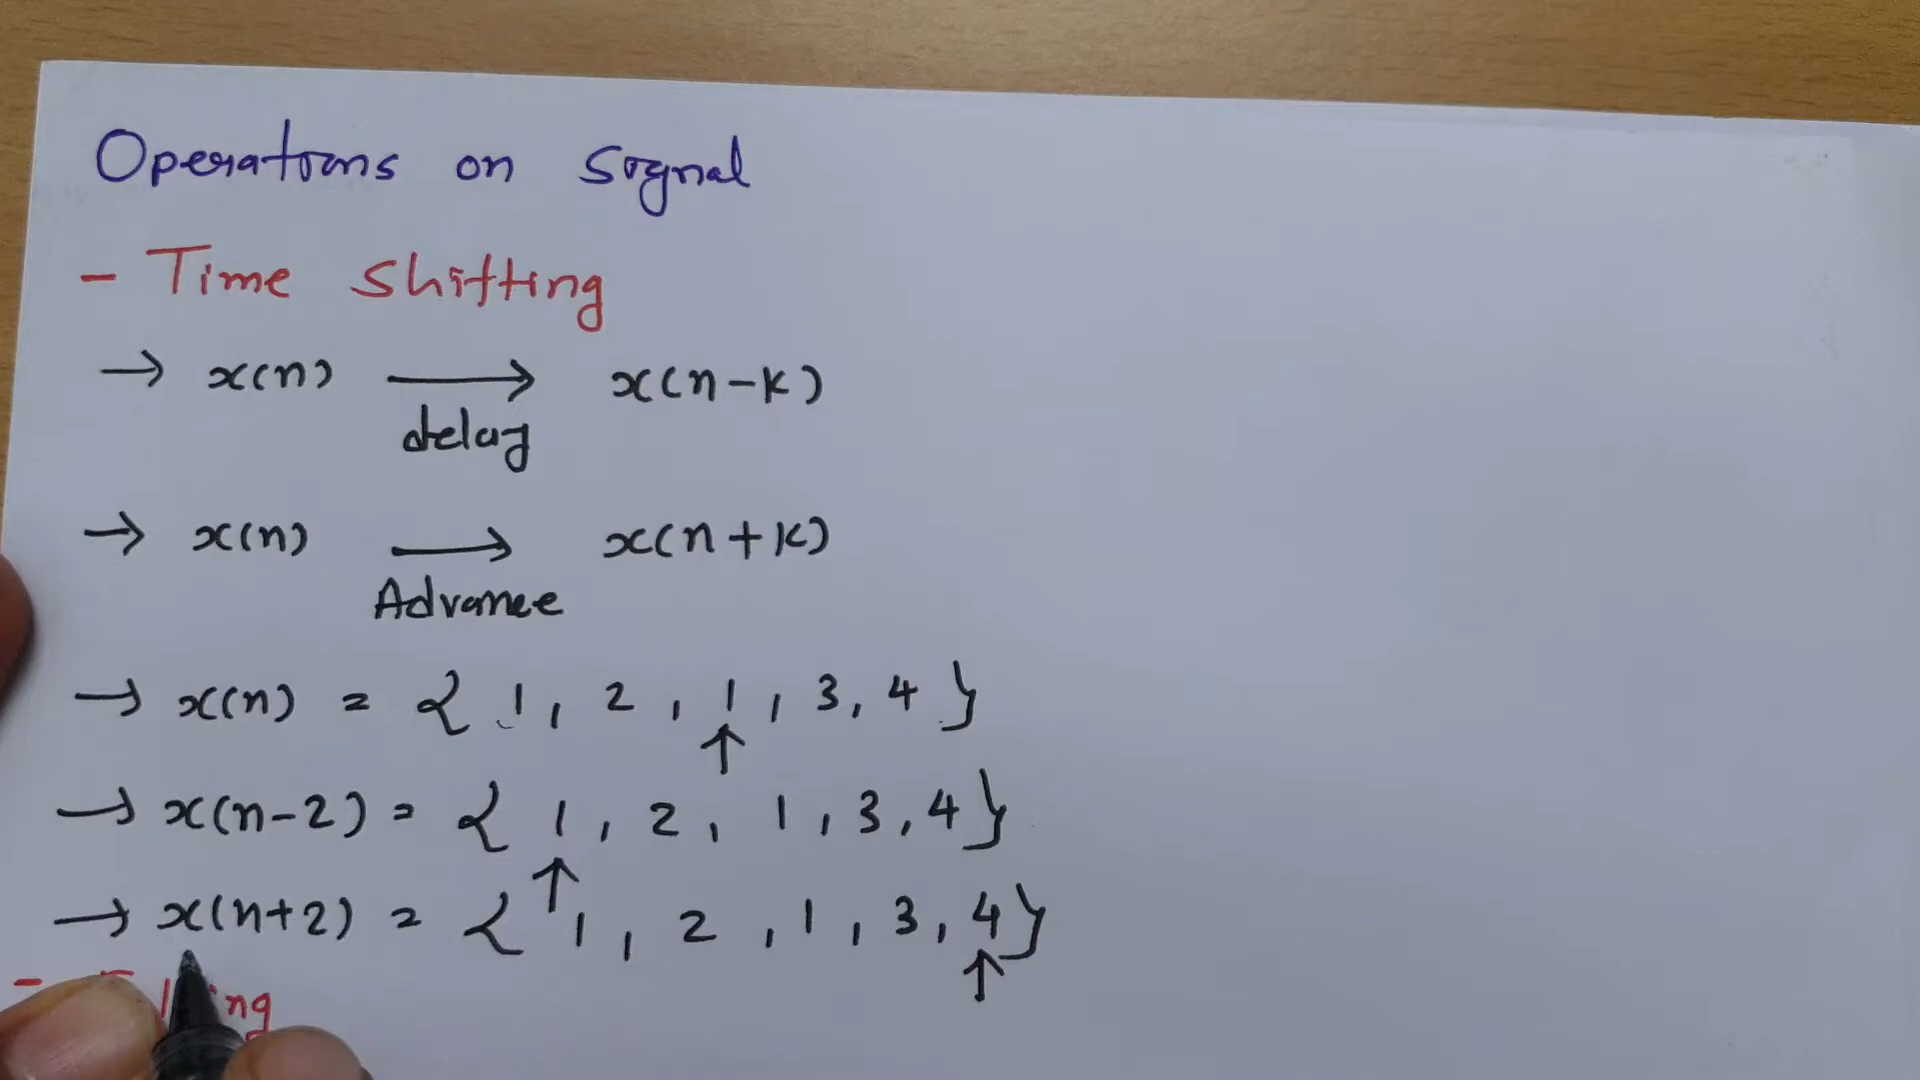 Operations on Signal
- Time Shifting
→ x(n) ⟶ x(n-k)
delay
→ x(n) ⟶ x(n+k)
Advance
→ x(n) = { 1, 2, 1, 3, 4 }
↑
→ x(n-2) = { 1, 2, 1, 3, 4 }
↑
→ x(n+2) = { 1, 2, 1, 3, 4 }
↑